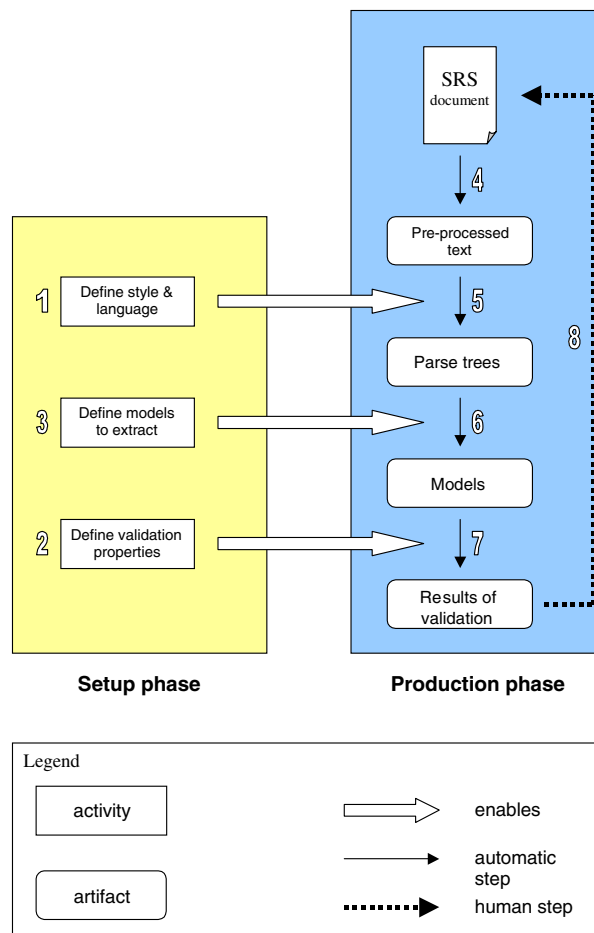 SRS
document
4
Pre-processed
text
1
Define style &
language
5
8
Parse trees
3
Define models
to extract
6
Models
2
Define validation
properties
7
Results of
validation
Setup phase
Production phase
Legend
activity
enables
automatic
step
artifact
human step